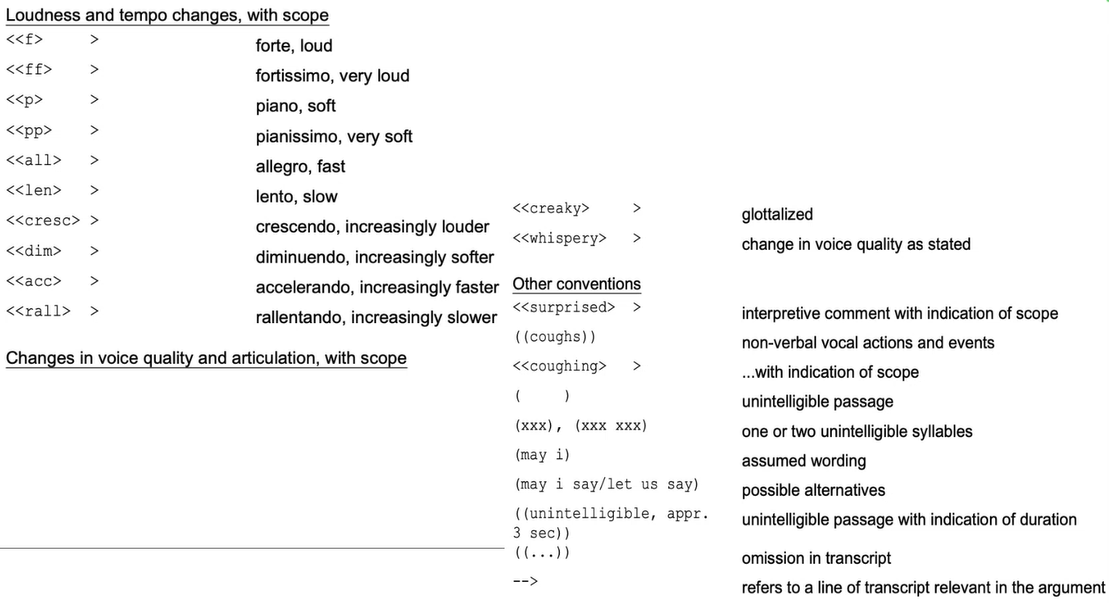 Loudness and tempo changes, with scope
<<f> > forte, loud
<<ff> > fortissimo, very loud
<<p> > piano, soft
<<pp> > pianissimo, very soft
<<all> > allegro, fast
<<len> > lento, slow
<<cresc> > crescendo, increasingly louder
<<dim> > diminuendo, increasingly softer
<<acc> > accelerando, increasingly faster
<<rall> > rallentando, increasingly slower
Changes in voice quality and articulation, with scope
<<creaky> > glottalized
<<whispery> > change in voice quality as stated
Other conventions
<<surprised> > interpretive comment with indication of scope
((coughs)) non-verbal vocal actions and events
<<coughing> > ...with indication of scope
( ) unintelligible passage
(xxx), (xxx xxx) one or two unintelligible syllables
(may i) assumed wording
(may i say/let us say) possible alternatives
((unintelligible, appr. unintelligible passage with indication of duration
3 sec))
((...)) omission in transcript
--> refers to a line of transcript relevant in the argument